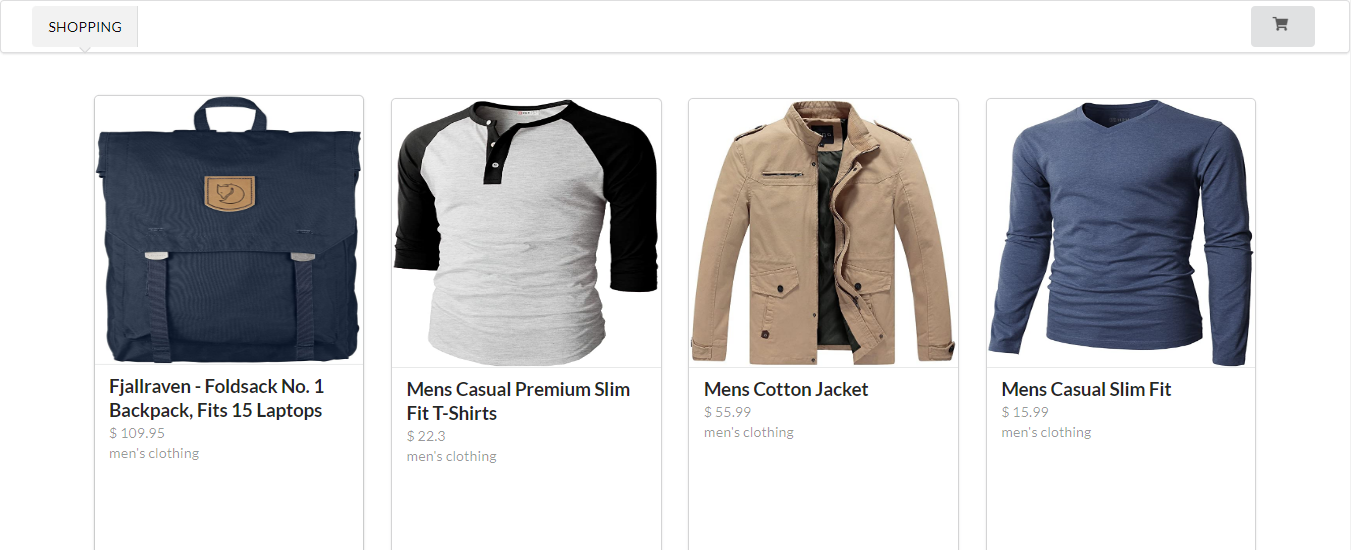 SHOPPING
Fjallraven - Foldsack No. 1
Backpack, Fits 15 Laptops
$ 109.95
men's clothing
Mens Casual Premium Slim
Fit T-Shirts
$ 22.3
men's clothing
Mens Cotton Jacket
$ 55.99
men's clothing
Mens Casual Slim Fit
$ 15.99
men's clothing